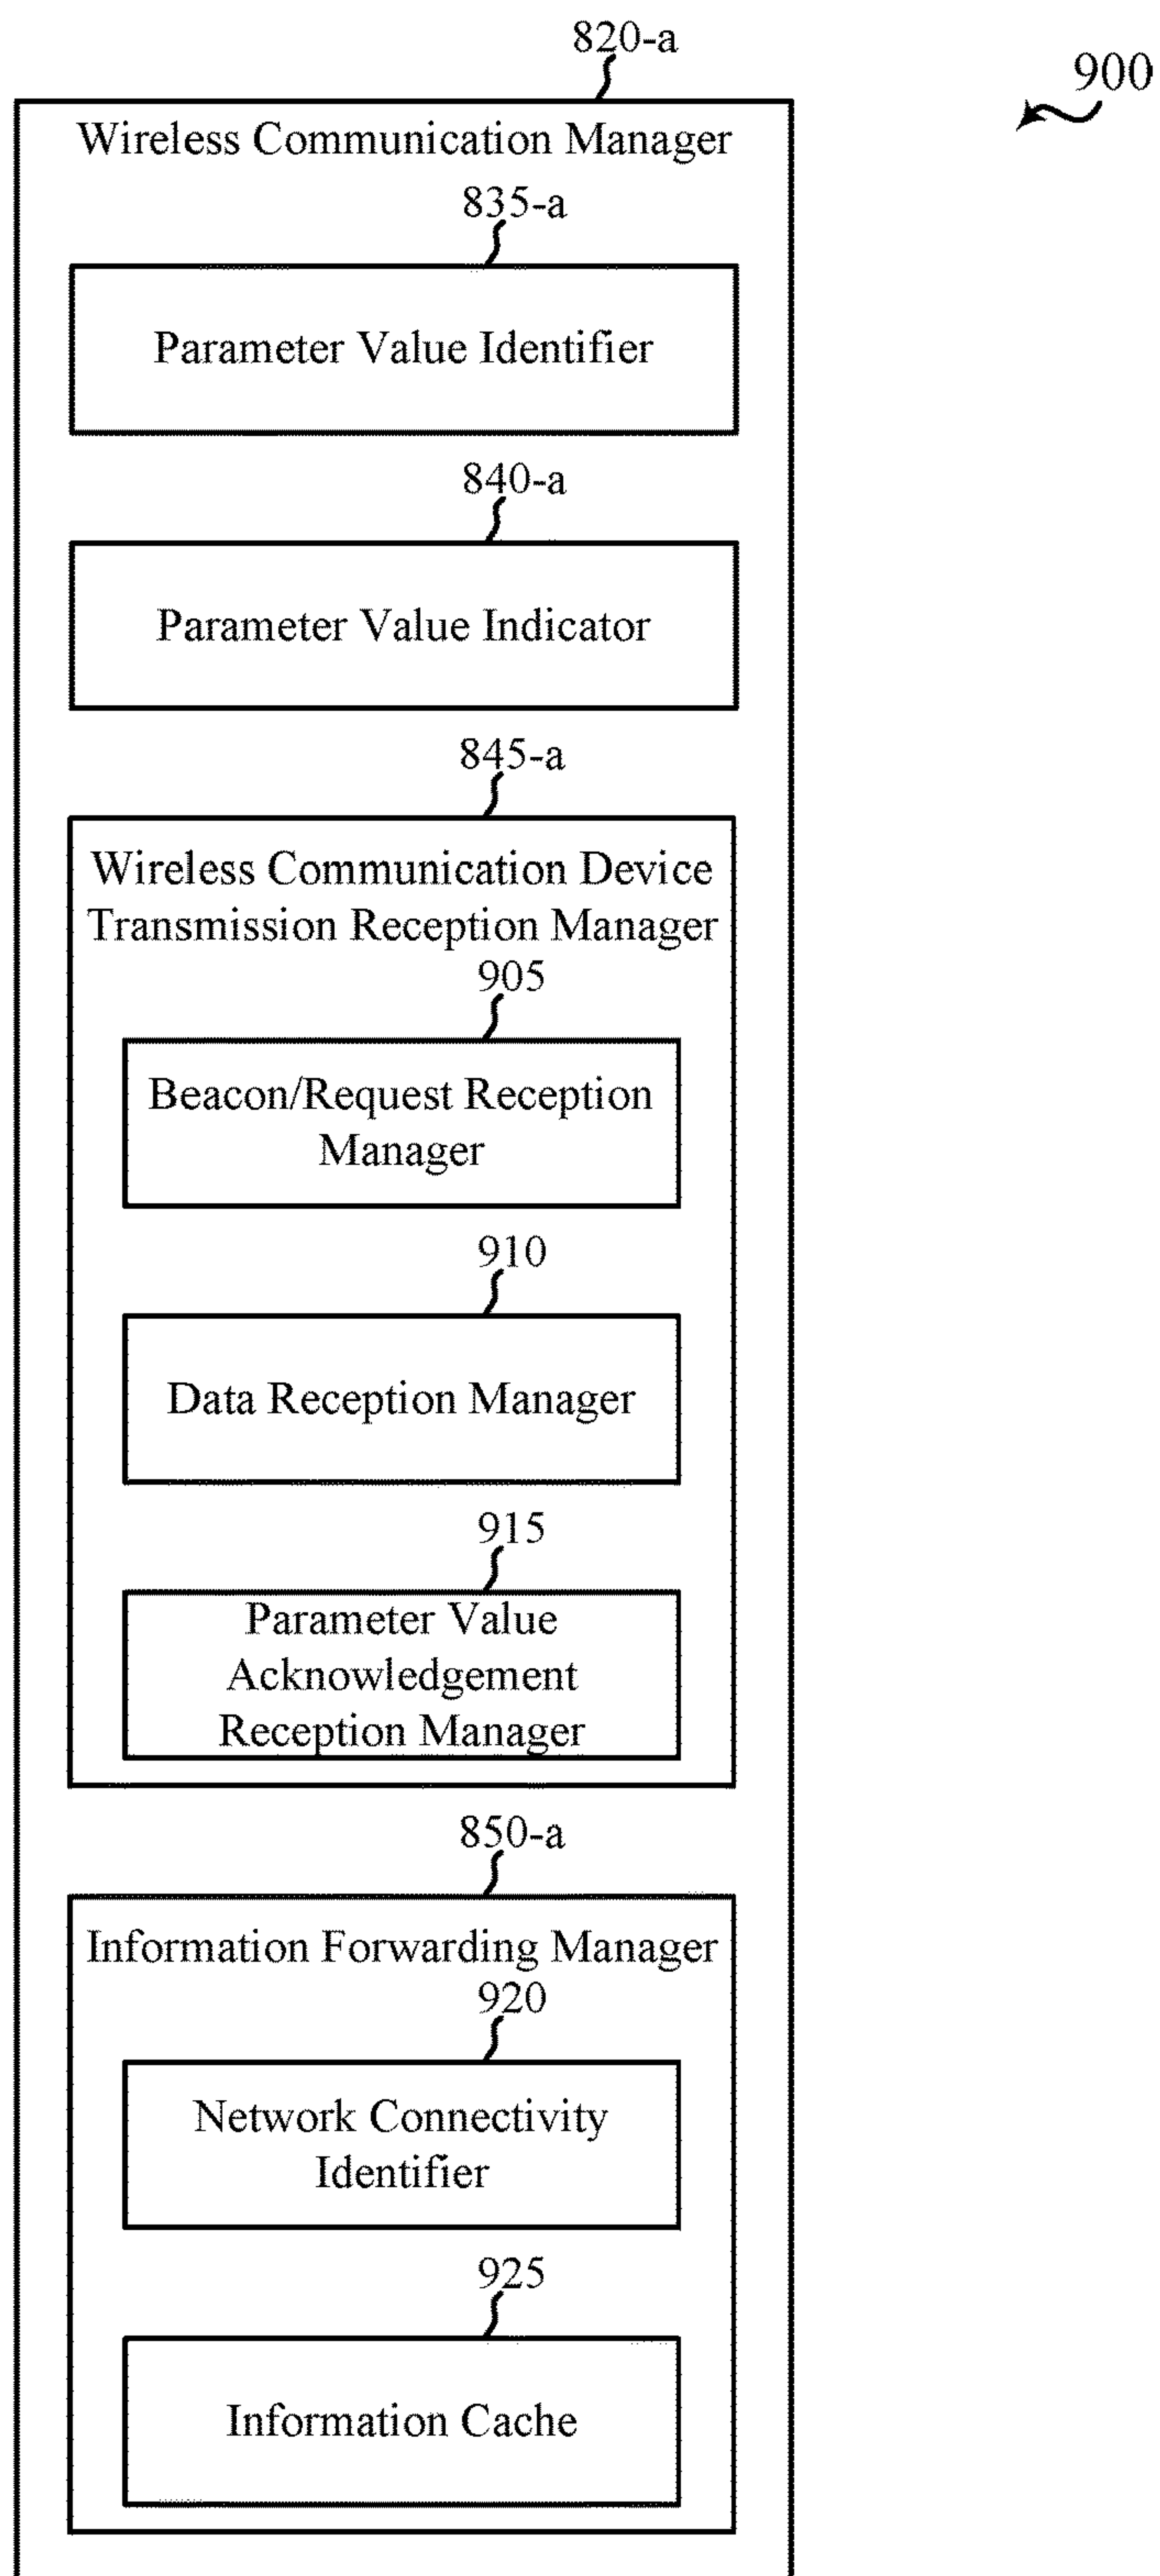 820-a
900
Wireless Communication Manager
835-a
Parameter Value Identifier
840-a
Parameter Value Indicator
845-a
Wireless Communication Device
Transmission Reception Manager
905
Beacon/Request Reception
Manager
910
Data Reception Manager
915
Parameter Value
Acknowledgement
Reception Manager
850-a
Information Forwarding Manager
920
Network Connectivity
Identifier
925
Information Cache